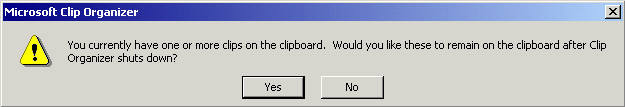 Microsoft Clip Organizer
You currently have one or more clips on the clipboard.  Would you like these to remain on the clipboard after Clip
Organizer shuts down?
Yes No